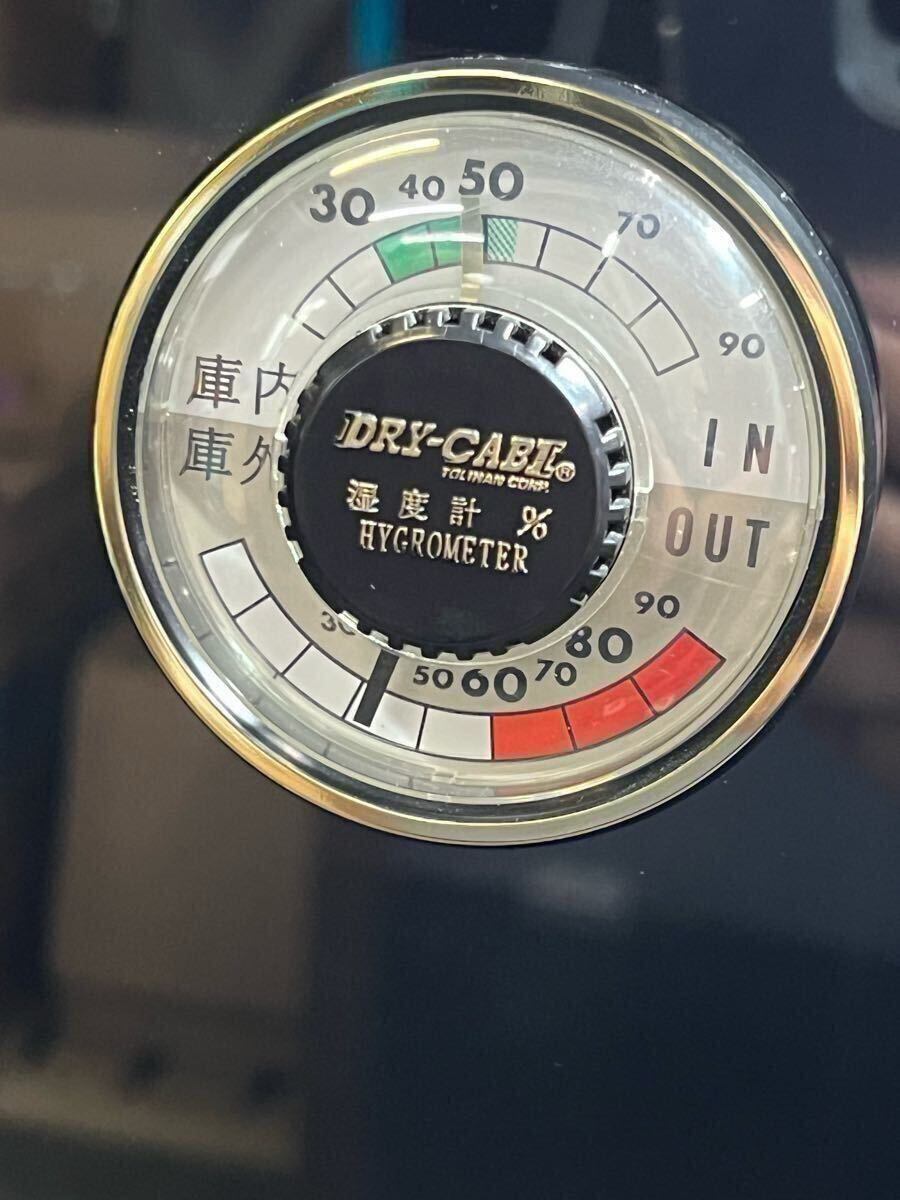 30 40 50 70 90
庫内 IN
庫外 OUT
DRY-CABI®
TOLIHAN CORP.
湿度計 %
HYGROMETER
30 50 60 70 80 90